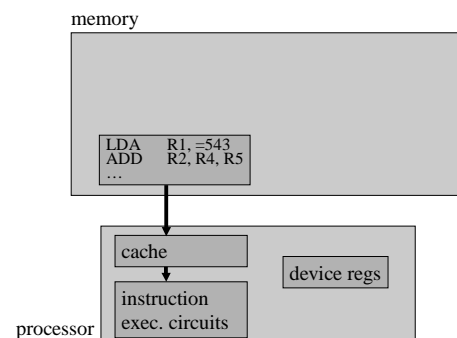 memory
LDA R1, =543
ADD R2, R4, R5
…
cache
device regs
instruction
exec. circuits
processor